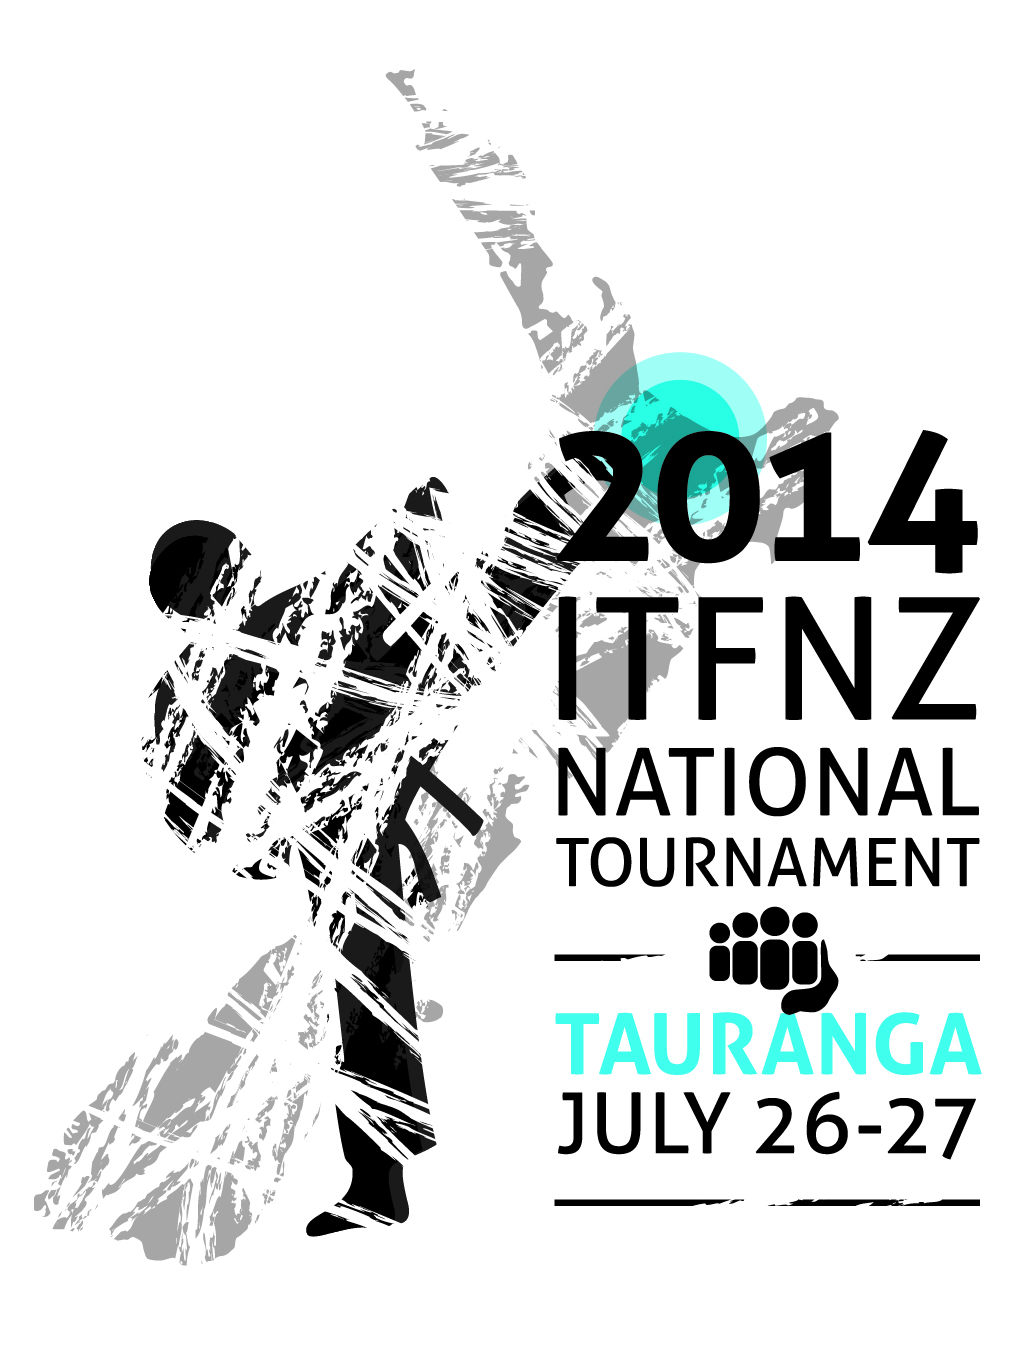 2014
ITFNZ
NATIONAL
TOURNAMENT
TAURANGA
JULY 26-27